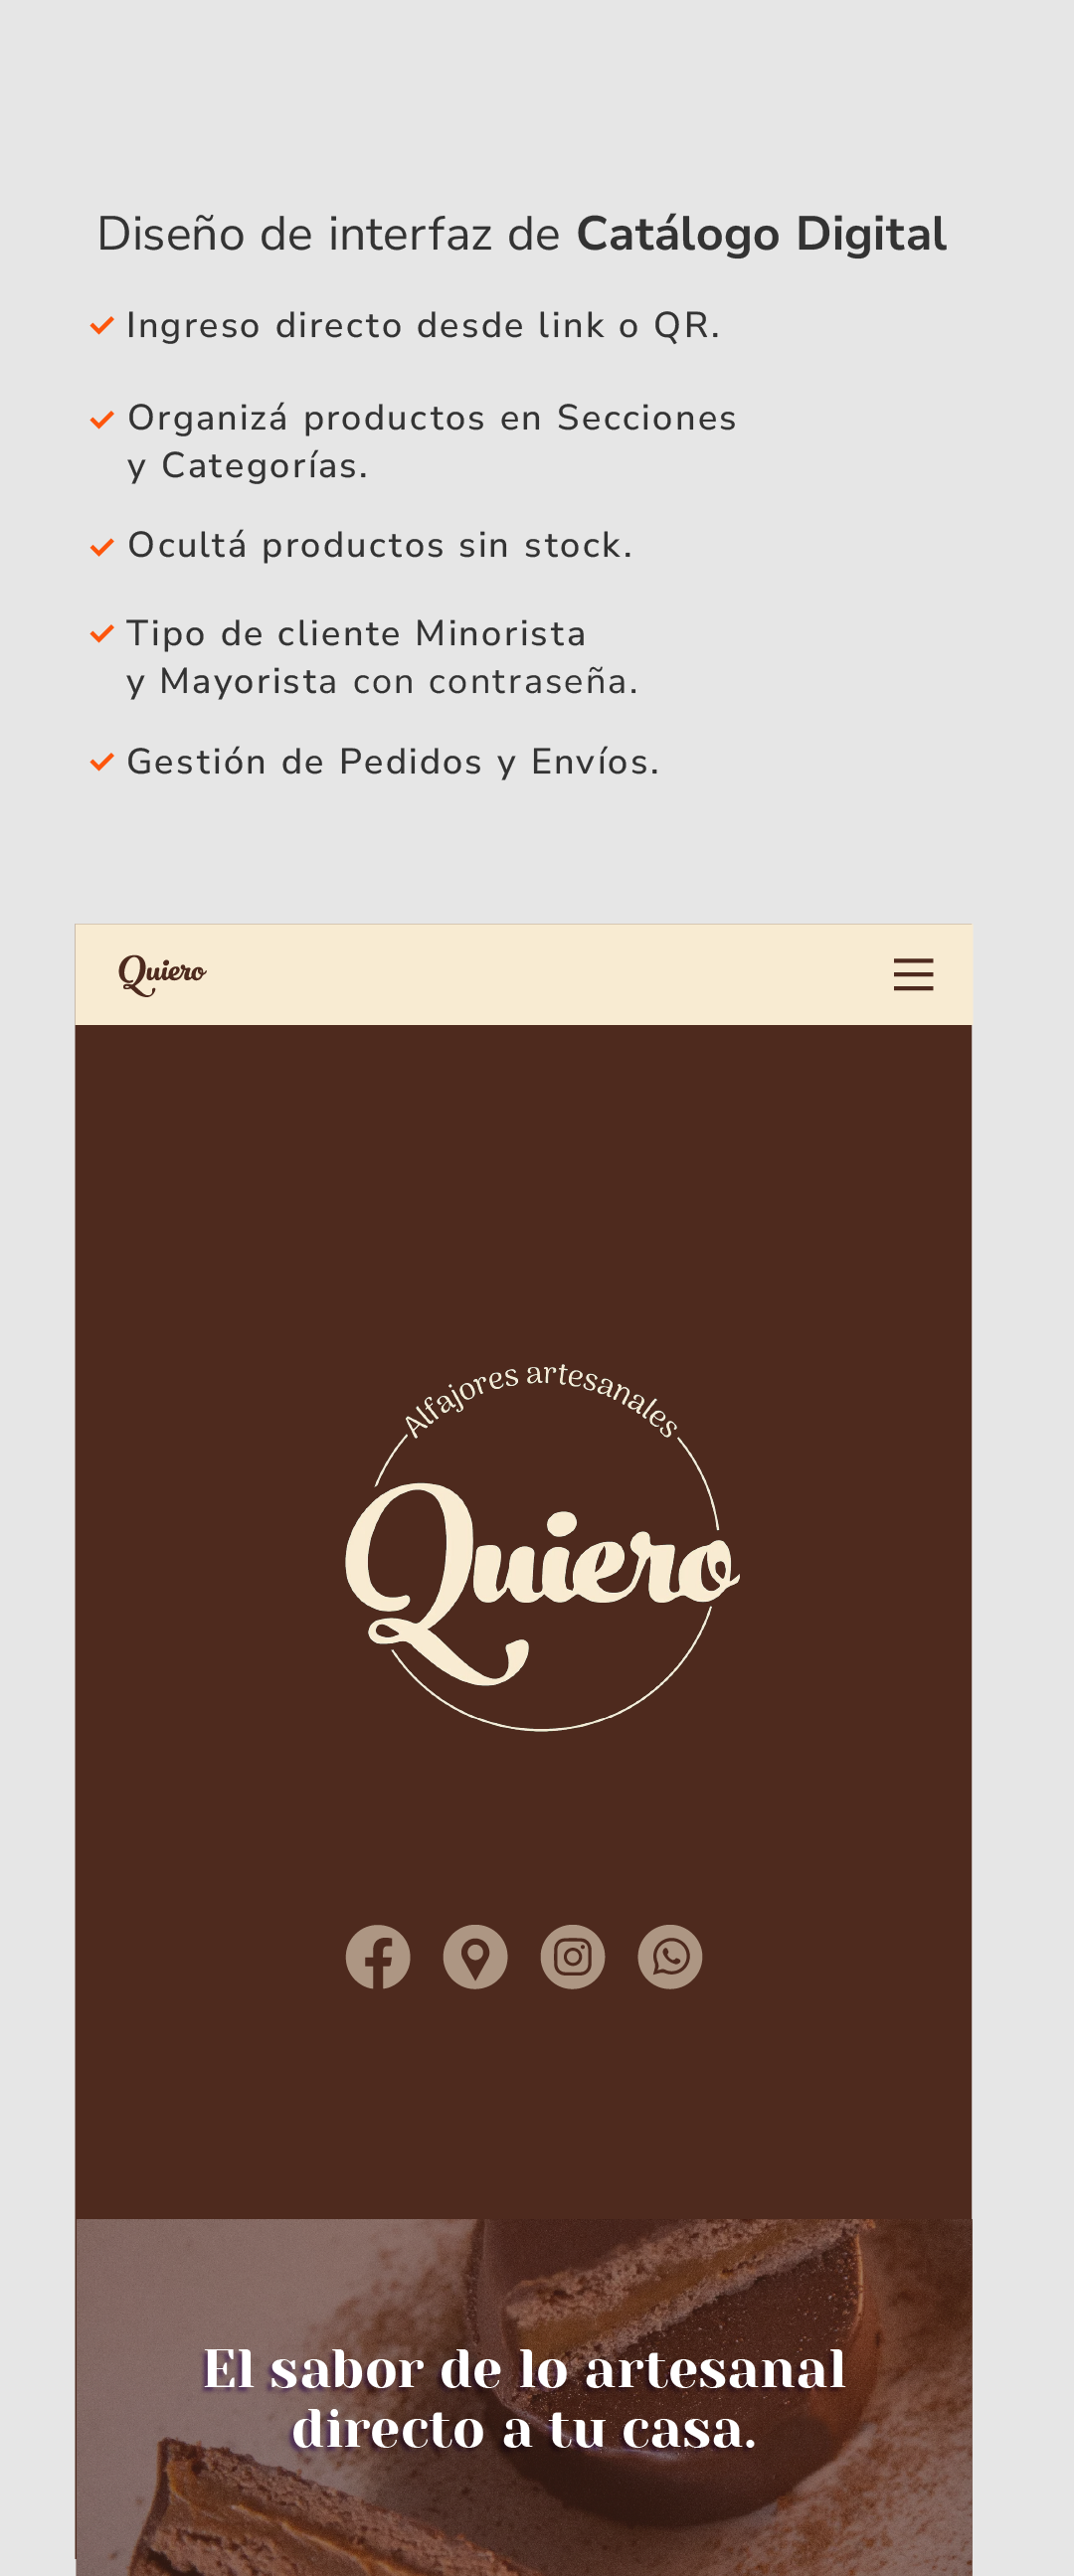 Diseño de interfaz de Catálogo Digital
Ingreso directo desde link o QR.
Organizá productos en Secciones
y Categorías.
Ocultá productos sin stock.
Tipo de cliente Minorista
y Mayorista con contraseña.
Gestión de Pedidos y Envíos.
Quiero
Alfajores artesanales
Quiero
El sabor de lo artesanal
directo a tu casa.